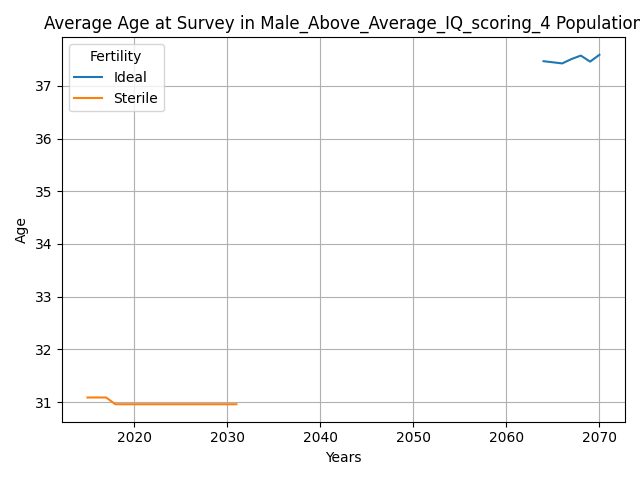 Average Age at Survey in Male_Above_Average_IQ_scoring_4 Population
Fertility
Ideal
Sterile
37
36
35
34
33
32
31
Age
2020 2030 2040 2050 2060 2070
Years